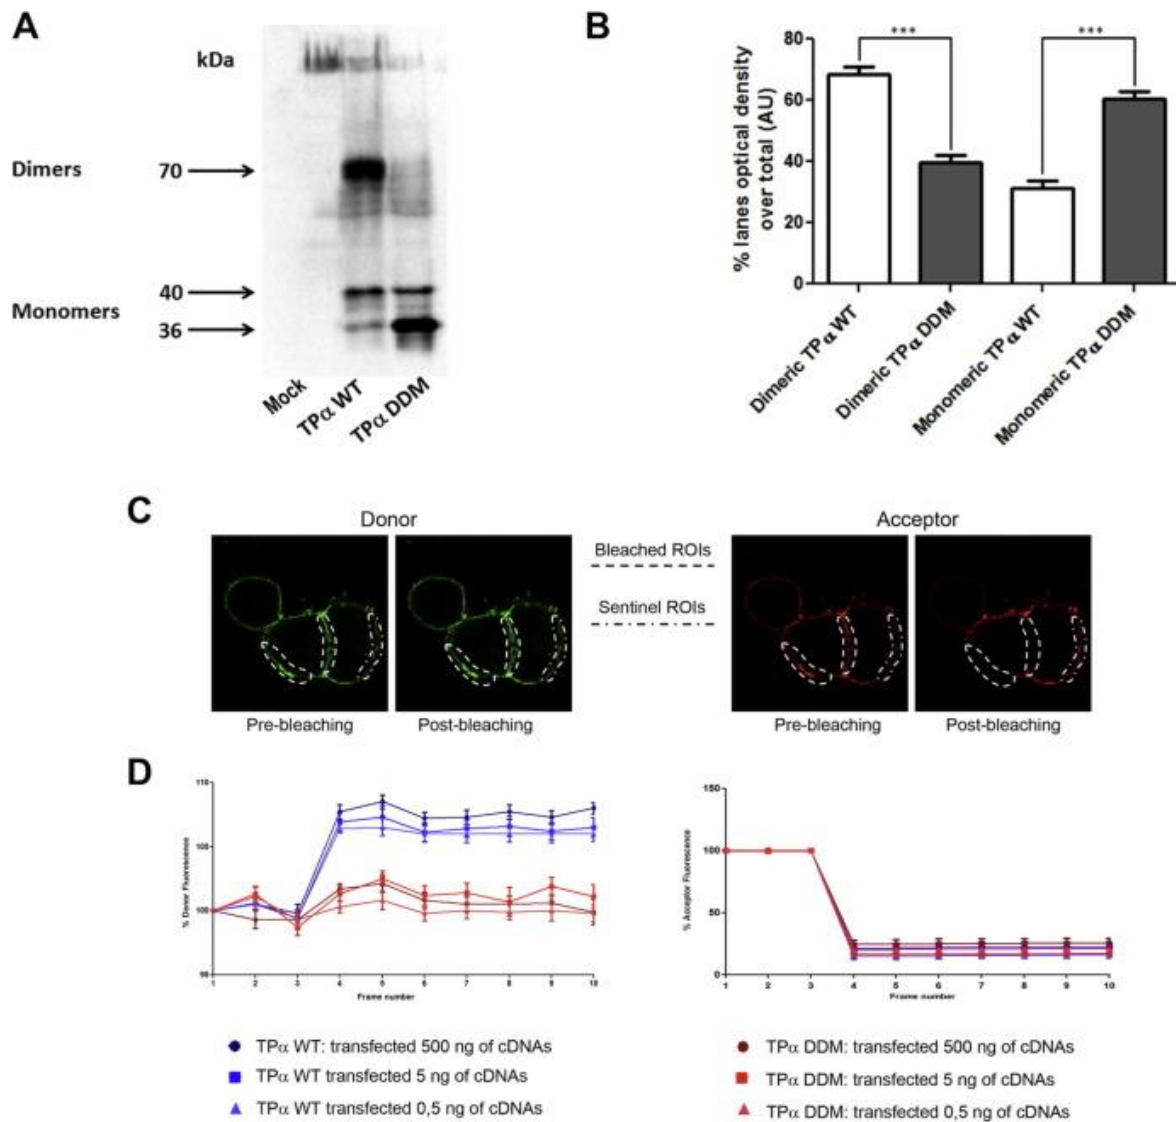 A
kDa
Dimers
70
40
Monomers
36
Mock
TPα WT
TPα DDM
B
% lanes optical density
over total (AU)
80
60
40
20
0
***
***
Dimeric TPα WT
Dimeric TPα DDM
Monomeric TPα WT
Monomeric TPα DDM
C
Donor
Acceptor
Bleached ROIs
Sentinel ROIs
Pre-bleaching
Post-bleaching
Pre-bleaching
Post-bleaching
D
% Donor Fluorescence
110
105
100
95
1 2 3 4 5 6 7 8 9 10
Frame number
% Acceptor Fluorescence
150
100
50
0
1 2 3 4 5 6 7 8 9 10
Frame number
TPα WT: transfected 500 ng of cDNAs
TPα WT transfected 5 ng of cDNAs
TPα WT transfected 0,5 ng of cDNAs
TPα DDM: transfected 500 ng of cDNAs
TPα DDM: transfected 5 ng of cDNAs
TPα DDM: transfected 0,5 ng of cDNAs